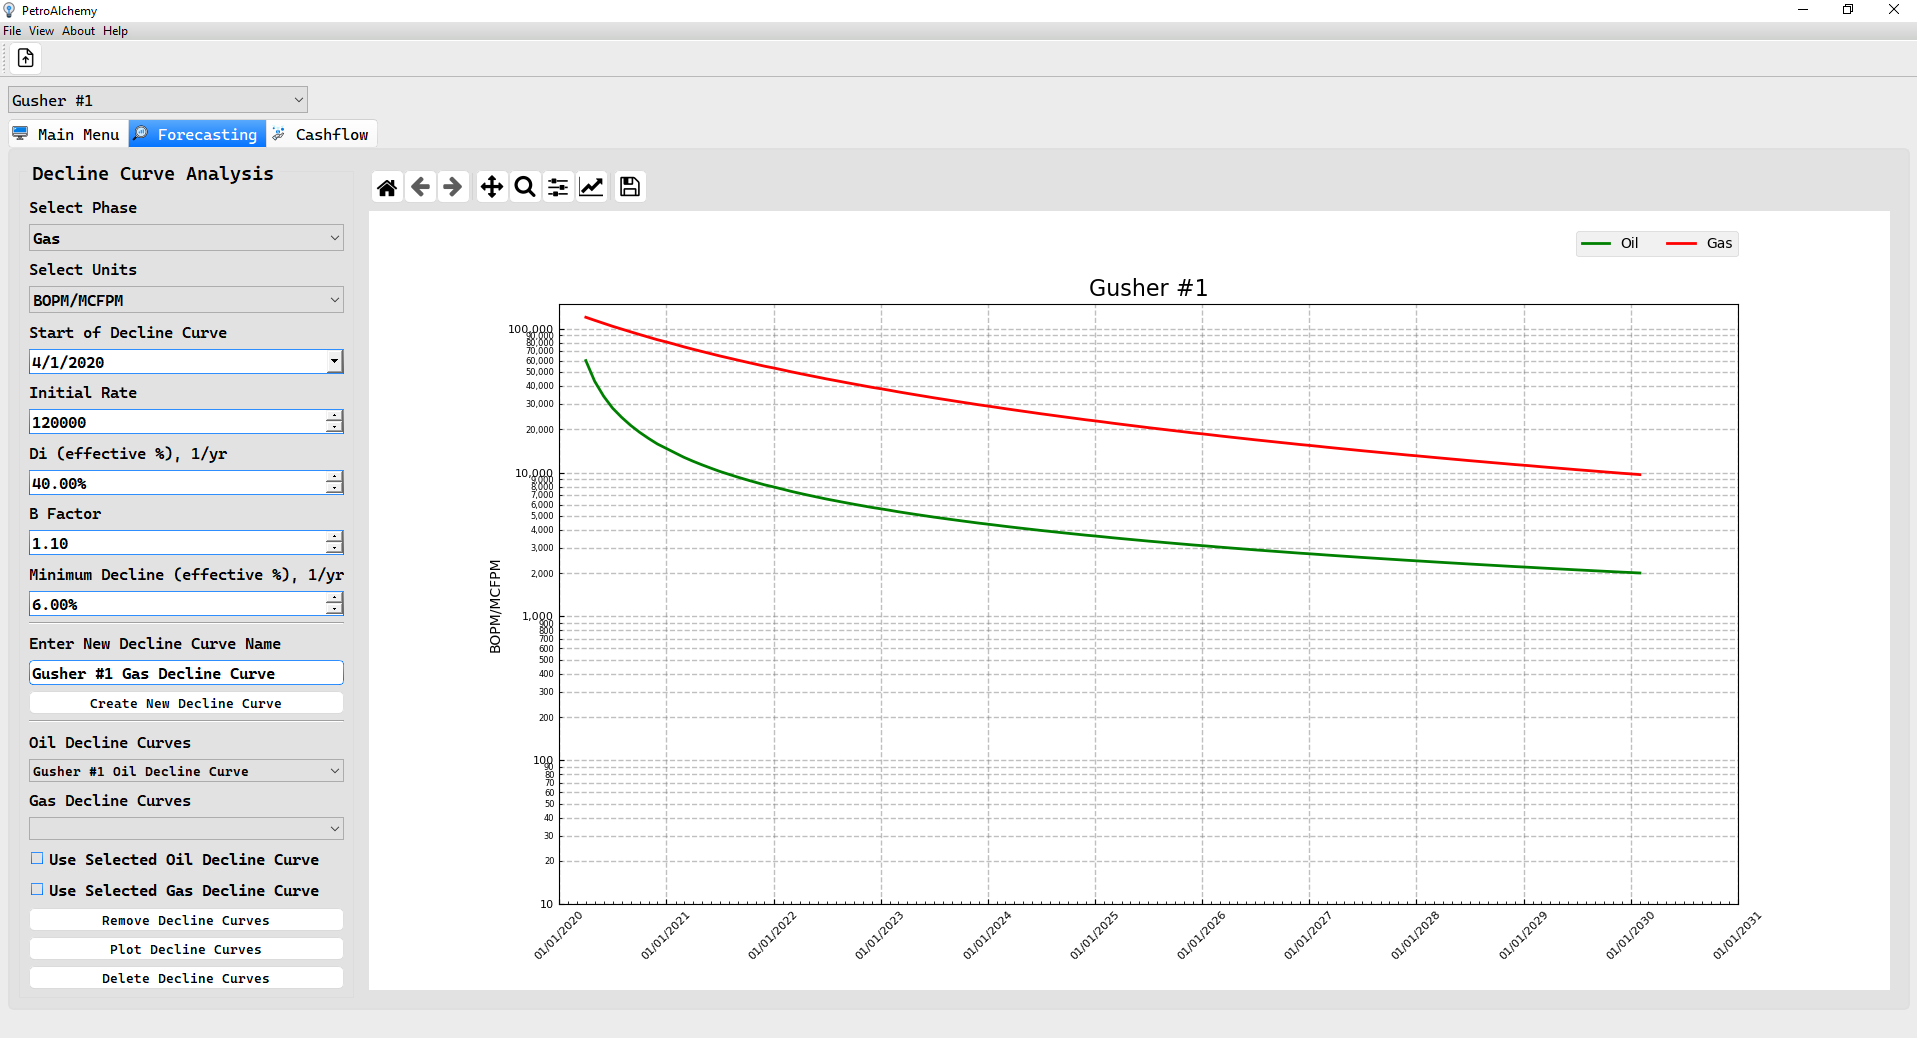 PetroAlchemy
File View About Help
Gusher #1
Main Menu Forecasting Cashflow
Decline Curve Analysis
Select Phase
Gas
Select Units
BOPM/MCFPM
Start of Decline Curve
4/1/2020
Initial Rate
120000
Di (effective %), 1/yr
40.00%
B Factor
1.10
Minimum Decline (effective %), 1/yr
6.00%
Enter New Decline Curve Name
Gusher #1 Gas Decline Curve
Create New Decline Curve
Oil Decline Curves
Gusher #1 Oil Decline Curve
Gas Decline Curves
Use Selected Oil Decline Curve
Use Selected Gas Decline Curve
Remove Decline Curves
Plot Decline Curves
Delete Decline Curves
Oil Gas
Gusher #1
BOPM/MCFPM
100,000
90,000
80,000
70,000
60,000
50,000
40,000
30,000
20,000
10,000
9,000
8,000
7,000
6,000
5,000
4,000
3,000
2,000
1,000
900
800
700
600
500
400
300
200
100
90
80
70
60
50
40
30
20
10
01/01/2020 01/01/2021 01/01/2022 01/01/2023 01/01/2024 01/01/2025 01/01/2026 01/01/2027 01/01/2028 01/01/2029 01/01/2030 01/01/2031